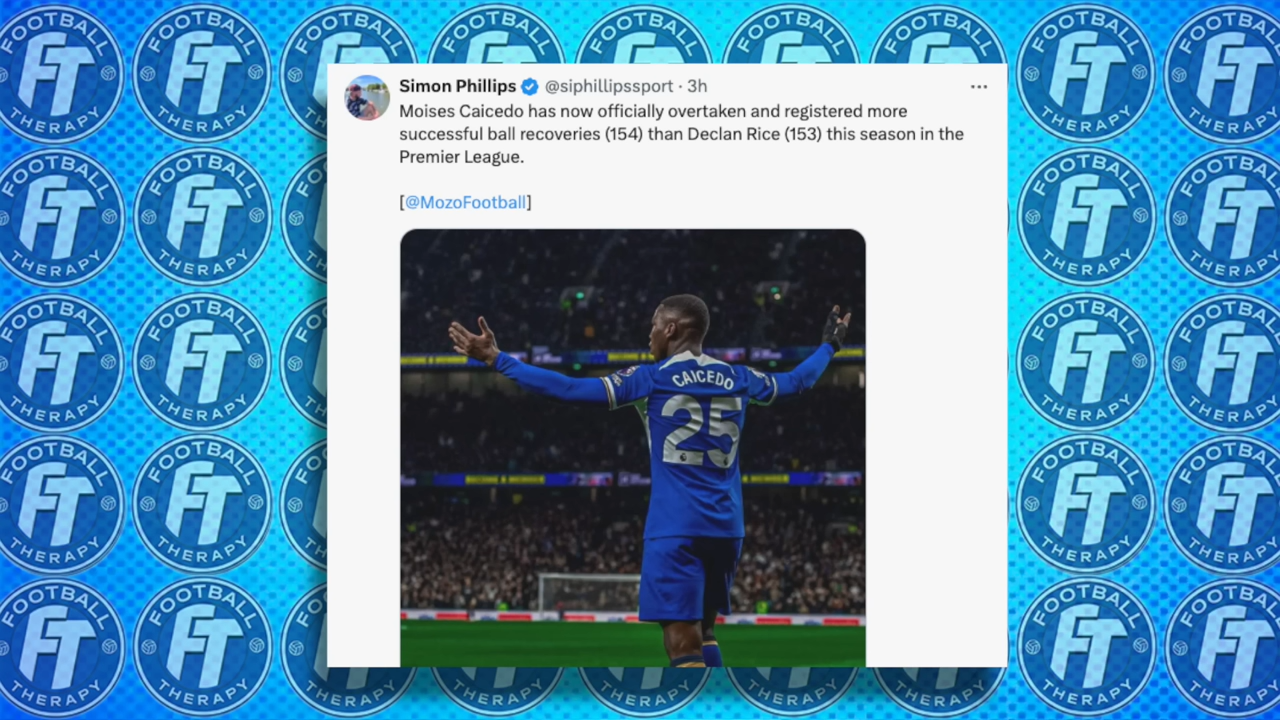 Simon Phillips @siphillipssport · 3h
Moises Caicedo has now officially overtaken and registered more
successful ball recoveries (154) than Declan Rice (153) this season in the
Premier League.
[@MozoFootball]
CAICEDO
25
FOOTBALL
FT
THERAPY